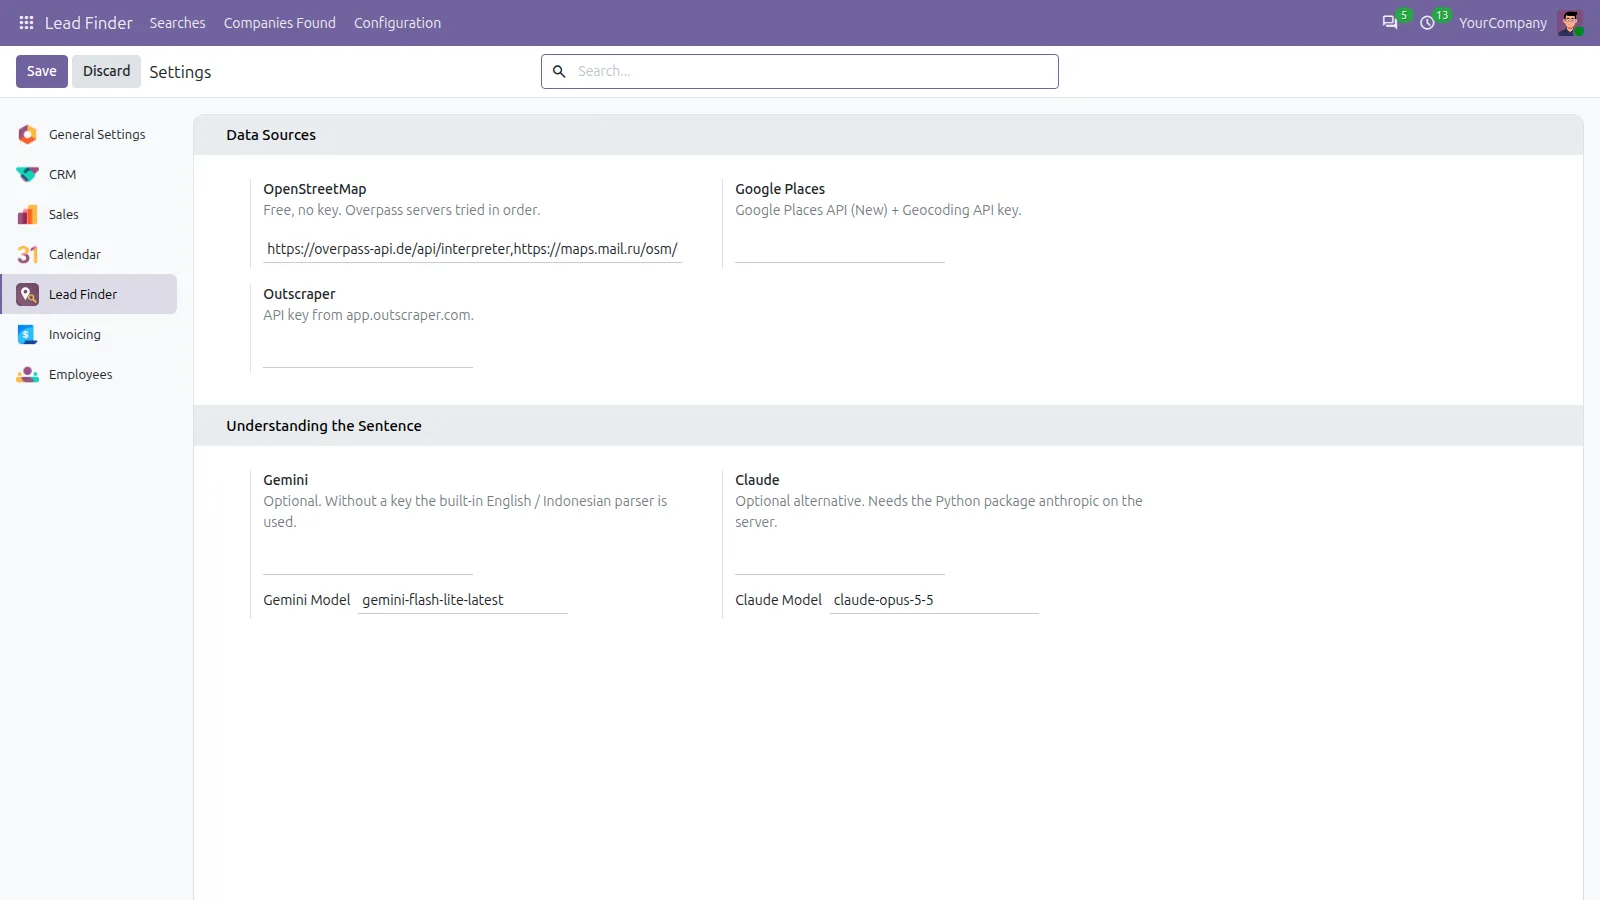 Lead Finder Searches Companies Found Configuration 5 13 YourCompany
Save Discard Settings Search...
General Settings
CRM
Sales
31 Calendar
Lead Finder
Invoicing
Employees
Data Sources
OpenStreetMap
Free, no key. Overpass servers tried in order.
https://overpass-api.de/api/interpreter,https://maps.mail.ru/osm/
Google Places
Google Places API (New) + Geocoding API key.
Outscraper
API key from app.outscraper.com.
Understanding the Sentence
Gemini
Optional. Without a key the built-in English / Indonesian parser is
used.
Gemini Model gemini-flash-lite-latest
Claude
Optional alternative. Needs the Python package anthropic on the
server.
Claude Model claude-opus-5-5